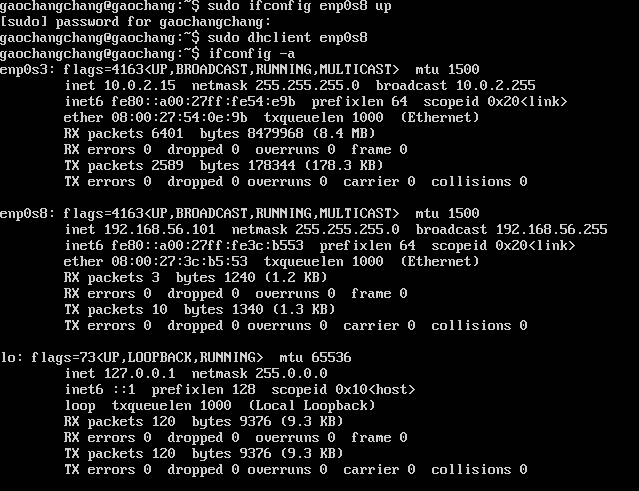 gaochangchang@gaochang:~$ sudo ifconfig enp0s8 up
[sudo] password for gaochangchang:
gaochangchang@gaochang:~$ sudo dhclient enp0s8
gaochangchang@gaochang:~$ ifconfig -a
enp0s3: flags=4163<UP,BROADCAST,RUNNING,MULTICAST>  mtu 1500
        inet 10.0.2.15  netmask 255.255.255.0  broadcast 10.0.2.255
        inet6 fe80::a00:27ff:fe54:e9b  prefixlen 64  scopeid 0x20<link>
        ether 08:00:27:54:0e:9b  txqueuelen 1000  (Ethernet)
        RX packets 6401  bytes 8479968 (8.4 MB)
        RX errors 0  dropped 0  overruns 0  frame 0
        TX packets 2589  bytes 178344 (178.3 KB)
        TX errors 0  dropped 0 overruns 0  carrier 0  collisions 0

enp0s8: flags=4163<UP,BROADCAST,RUNNING,MULTICAST>  mtu 1500
        inet 192.168.56.101  netmask 255.255.255.0  broadcast 192.168.56.255
        inet6 fe80::a00:27ff:fe3c:b553  prefixlen 64  scopeid 0x20<link>
        ether 08:00:27:3c:b5:53  txqueuelen 1000  (Ethernet)
        RX packets 3  bytes 1240 (1.2 KB)
        RX errors 0  dropped 0  overruns 0  frame 0
        TX packets 10  bytes 1340 (1.3 KB)
        TX errors 0  dropped 0 overruns 0  carrier 0  collisions 0

lo: flags=73<UP,LOOPBACK,RUNNING>  mtu 65536
        inet 127.0.0.1  netmask 255.0.0.0
        inet6 ::1  prefixlen 128  scopeid 0x10<host>
        loop  txqueuelen 1000  (Local Loopback)
        RX packets 120  bytes 9376 (9.3 KB)
        RX errors 0  dropped 0  overruns 0  frame 0
        TX packets 120  bytes 9376 (9.3 KB)
        TX errors 0  dropped 0 overruns 0  carrier 0  collisions 0